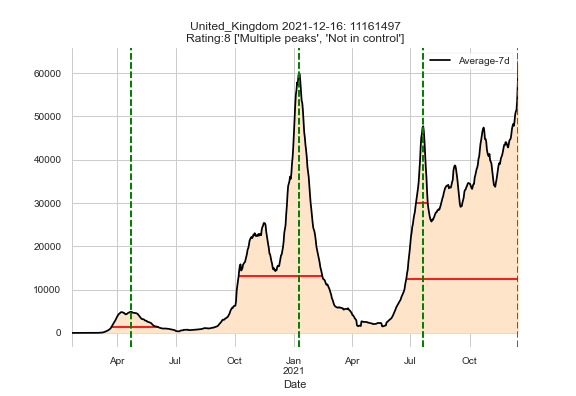 United_Kingdom 2021-12-16: 11161497
Rating:8 ['Multiple peaks', 'Not in control']
Average-7d
60000
50000
40000
30000
20000
10000
0
Apr Jul Oct Jan Apr Jul Oct
2021
Date